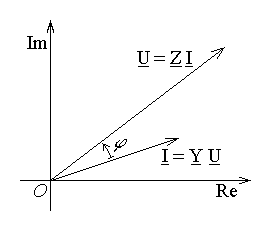 Im
U = Z I
φ
I = Y U
O
Re